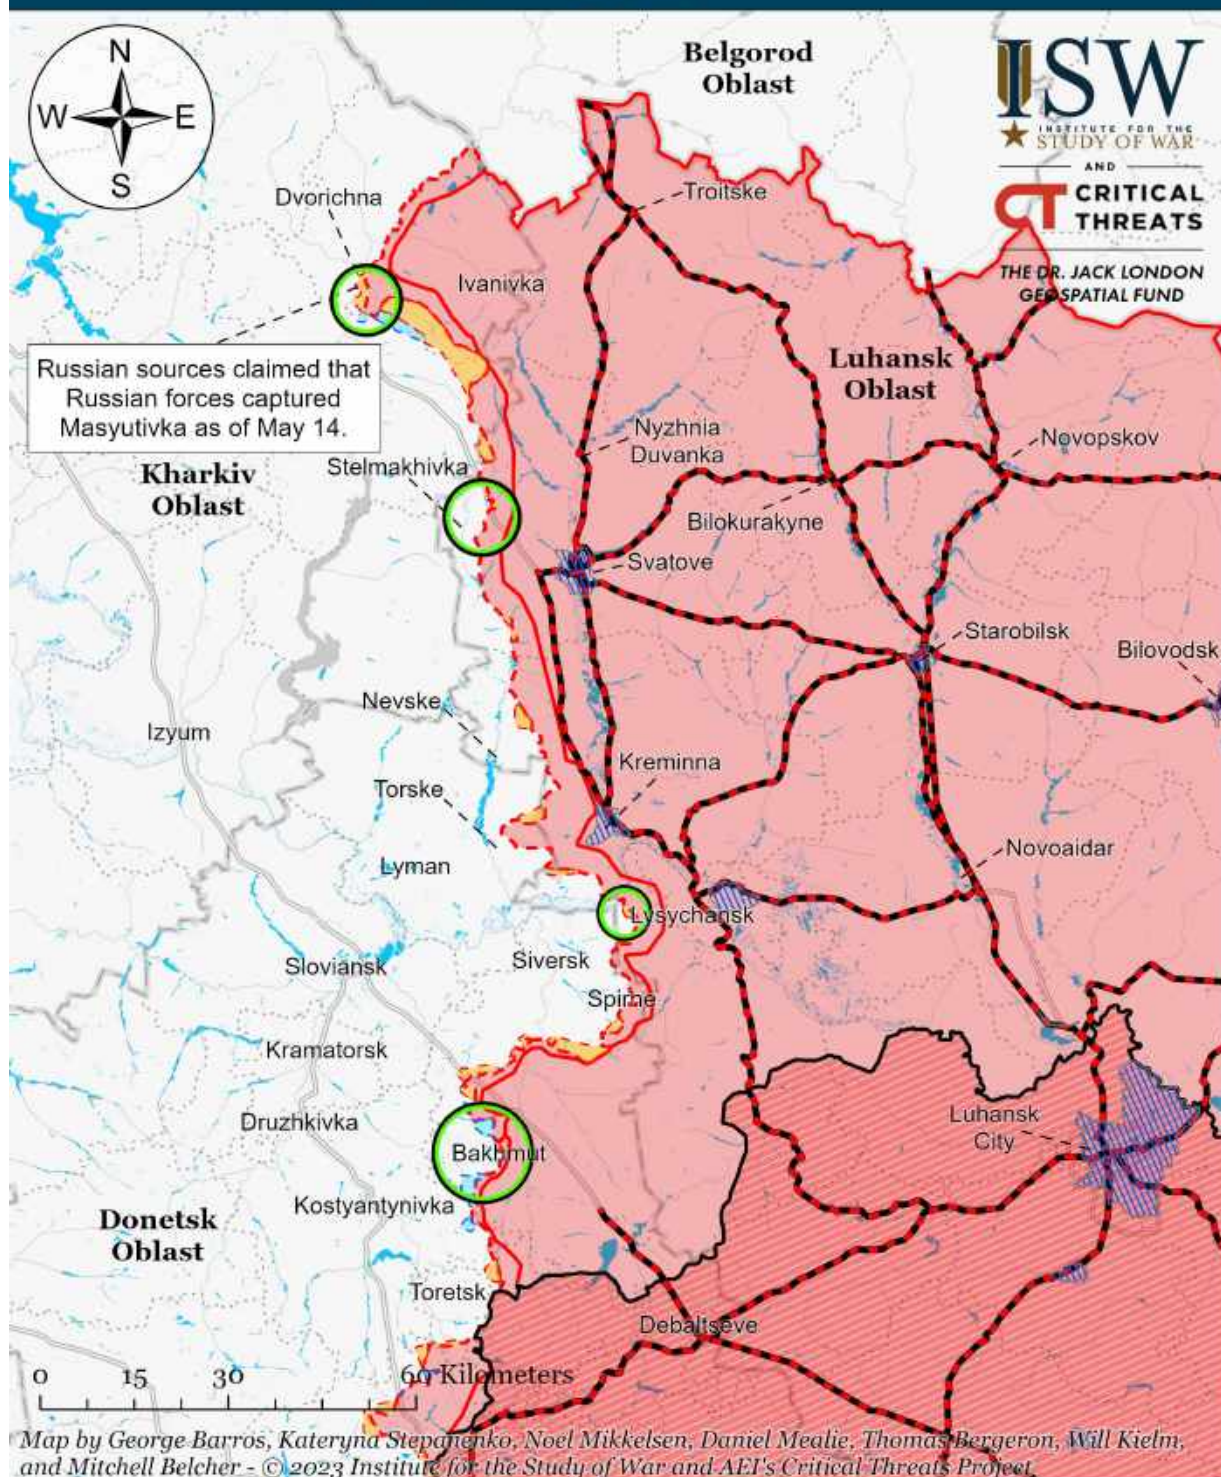 N
W
E
S
Belgorod
Oblast
ISW
INSTITUTE FOR THE
STUDY OF WAR
AND
CT CRITICAL
THREATS
THE DR. JACK LONDON
GEOSPATIAL FUND
Dvorichna
Troitske
Ivanivka
Russian sources claimed that
Russian forces captured
Masyutivka as of May 14.
Luhansk
Oblast
Nyzhnia
Duvanka
Novopskov
Stelmakhivka
Kharkiv
Oblast
Bilokurakyne
Svatove
Starobilsk
Bilovodsk
Nevske
Izyum
Kreminna
Torske
Novoaidar
Lyman
Lysychansk
Siversk
Sloviansk
Spirne
Kramatorsk
Druzhkivka
Luhansk
City
Bakhmut
Kostyantynivka
Donetsk
Oblast
Toretsk
Debaltseve
0 15 30 60 Kilometers
Map by George Barros, Kateryna Stepanenko, Noel Mikkelsen, Daniel Mealie, Thomas Bergeron, Will Kielm,
and Mitchell Belcher - © 2023 Institute for the Study of War and AEI's Critical Threats Project